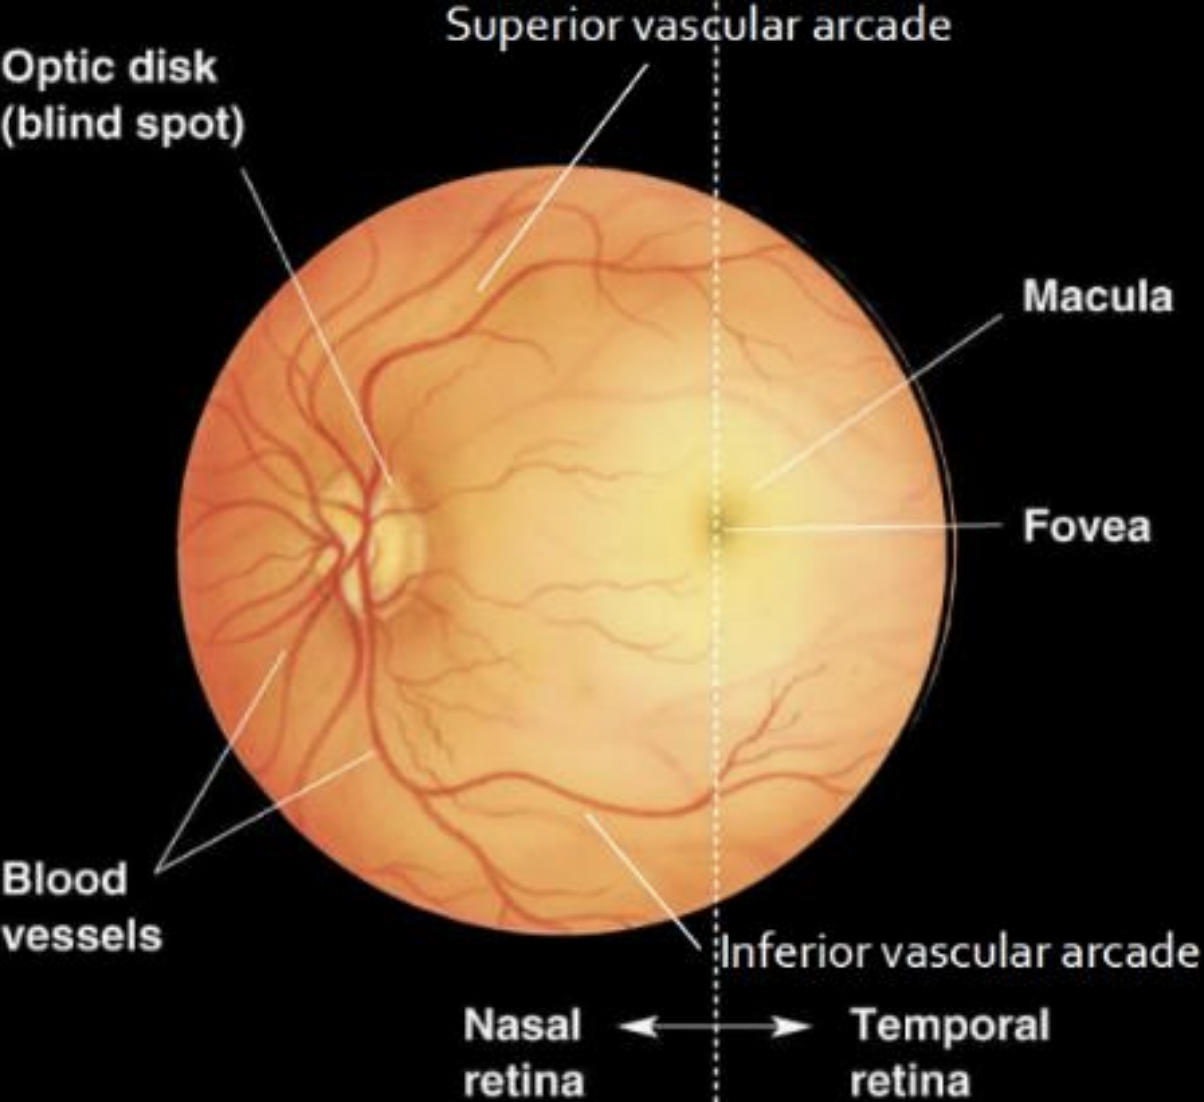 Superior vascular arcade
Optic disk
(blind spot)
Macula
Fovea
Blood
vessels
Inferior vascular arcade
Nasal
retina
Temporal
retina